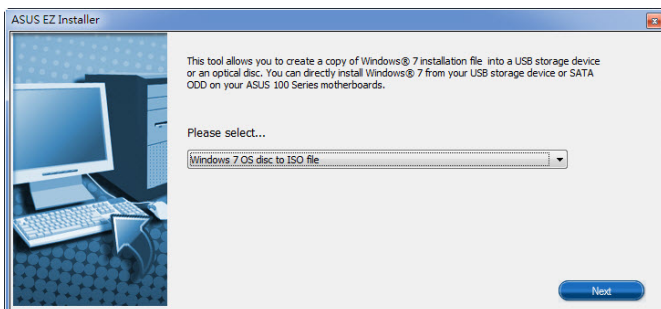 ASUS EZ Installer
This tool allows you to create a copy of Windows® 7 installation file into a USB storage device
or an optical disc. You can directly install Windows® 7 from your USB storage device or SATA
ODD on your ASUS 100 Series motherboards.
Please select...
Windows 7 OS disc to ISO file
Next